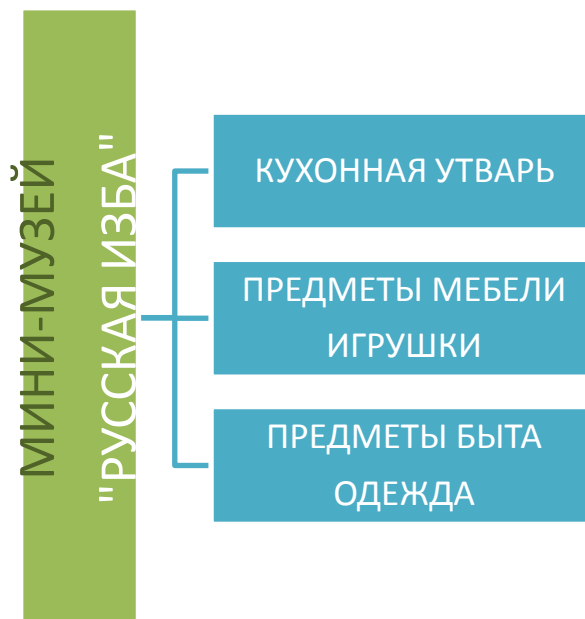 МИНИ-МУЗЕЙ
"РУССКАЯ ИЗБА"
КУХОННАЯ УТВАРЬ
ПРЕДМЕТЫ МЕБЕЛИ
ИГРУШКИ
ПРЕДМЕТЫ БЫТА
ОДЕЖДА